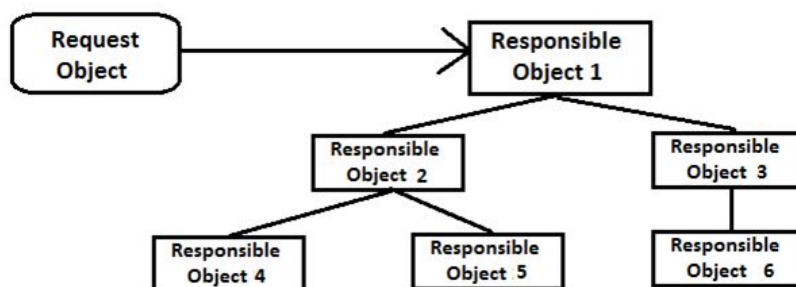 Request
Object
Responsible
Object 1
Responsible
Object 2
Responsible
Object 3
Responsible
Object 4
Responsible
Object 5
Responsible
Object 6